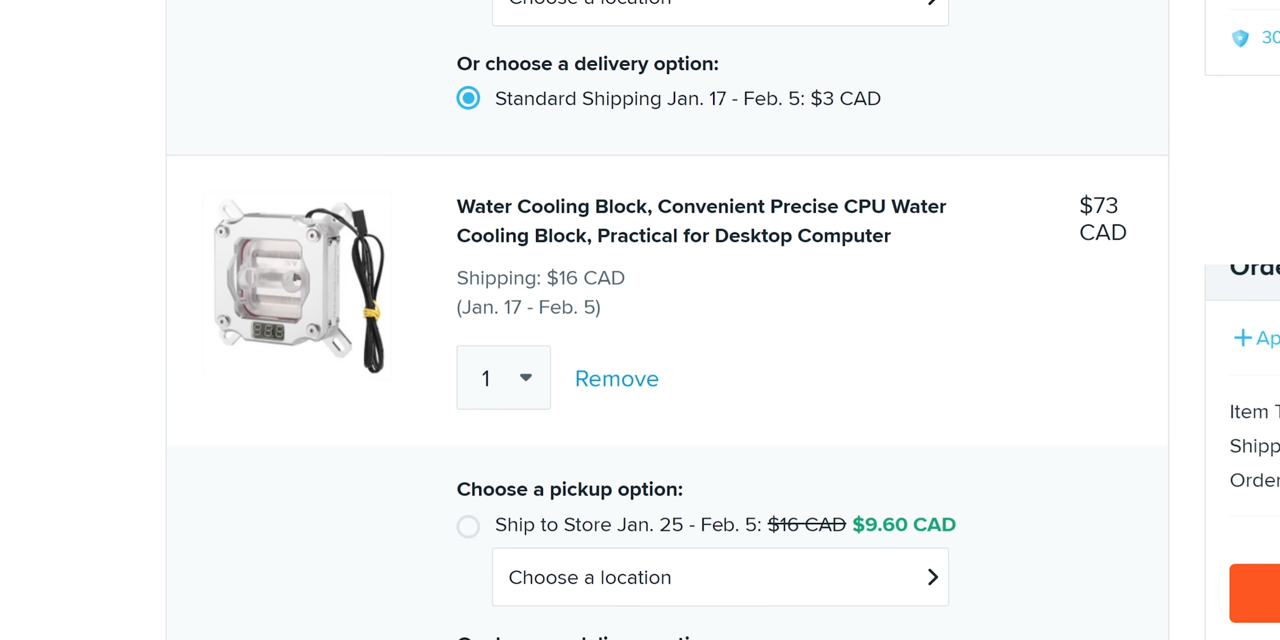 Or choose a delivery option:
Standard Shipping Jan. 17 - Feb. 5: $3 CAD
Water Cooling Block, Convenient Precise CPU Water
Cooling Block, Practical for Desktop Computer
$73
CAD
Shipping: $16 CAD
(Jan. 17 - Feb. 5)
1
Remove
Choose a pickup option:
Ship to Store Jan. 25 - Feb. 5: $16 CAD $9.60 CAD
Choose a location
30
+Ap
Item T
Shipp
Order